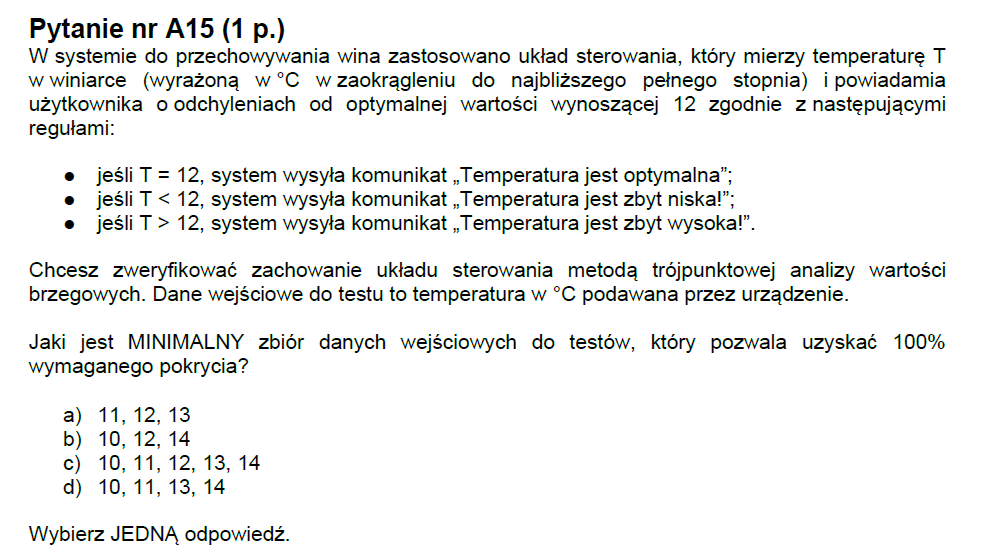 Pytanie nr A15 (1 p.)
W systemie do przechowywania wina zastosowano układ sterowania, który mierzy temperaturę T
w winiarce (wyrażoną w °C w zaokrągleniu do najbliższego pełnego stopnia) i powiadamia
użytkownika o odchyleniach od optymalnej wartości wynoszącej 12 zgodnie z następującymi
regułami:
● jeśli T = 12, system wysyła komunikat „Temperatura jest optymalna”;
● jeśli T < 12, system wysyła komunikat „Temperatura jest zbyt niska!”;
● jeśli T > 12, system wysyła komunikat „Temperatura jest zbyt wysoka!”.
Chcesz zweryfikować zachowanie układu sterowania metodą trójpunktowej analizy wartości
brzegowych. Dane wejściowe do testu to temperatura w °C podawana przez urządzenie.
Jaki jest MINIMALNY zbiór danych wejściowych do testów, który pozwala uzyskać 100%
wymaganego pokrycia?
a) 11, 12, 13
b) 10, 12, 14
c) 10, 11, 12, 13, 14
d) 10, 11, 13, 14
Wybierz JEDNĄ odpowiedź.